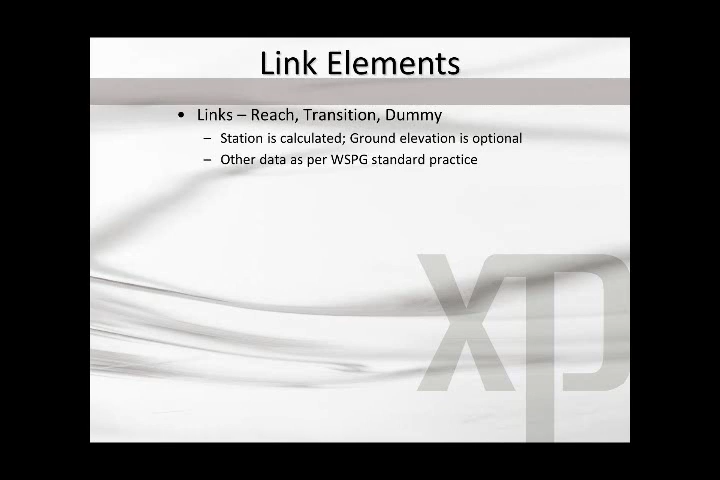 Link Elements
• Links – Reach, Transition, Dummy
– Station is calculated; Ground elevation is optional
– Other data as per WSPG standard practice
xp